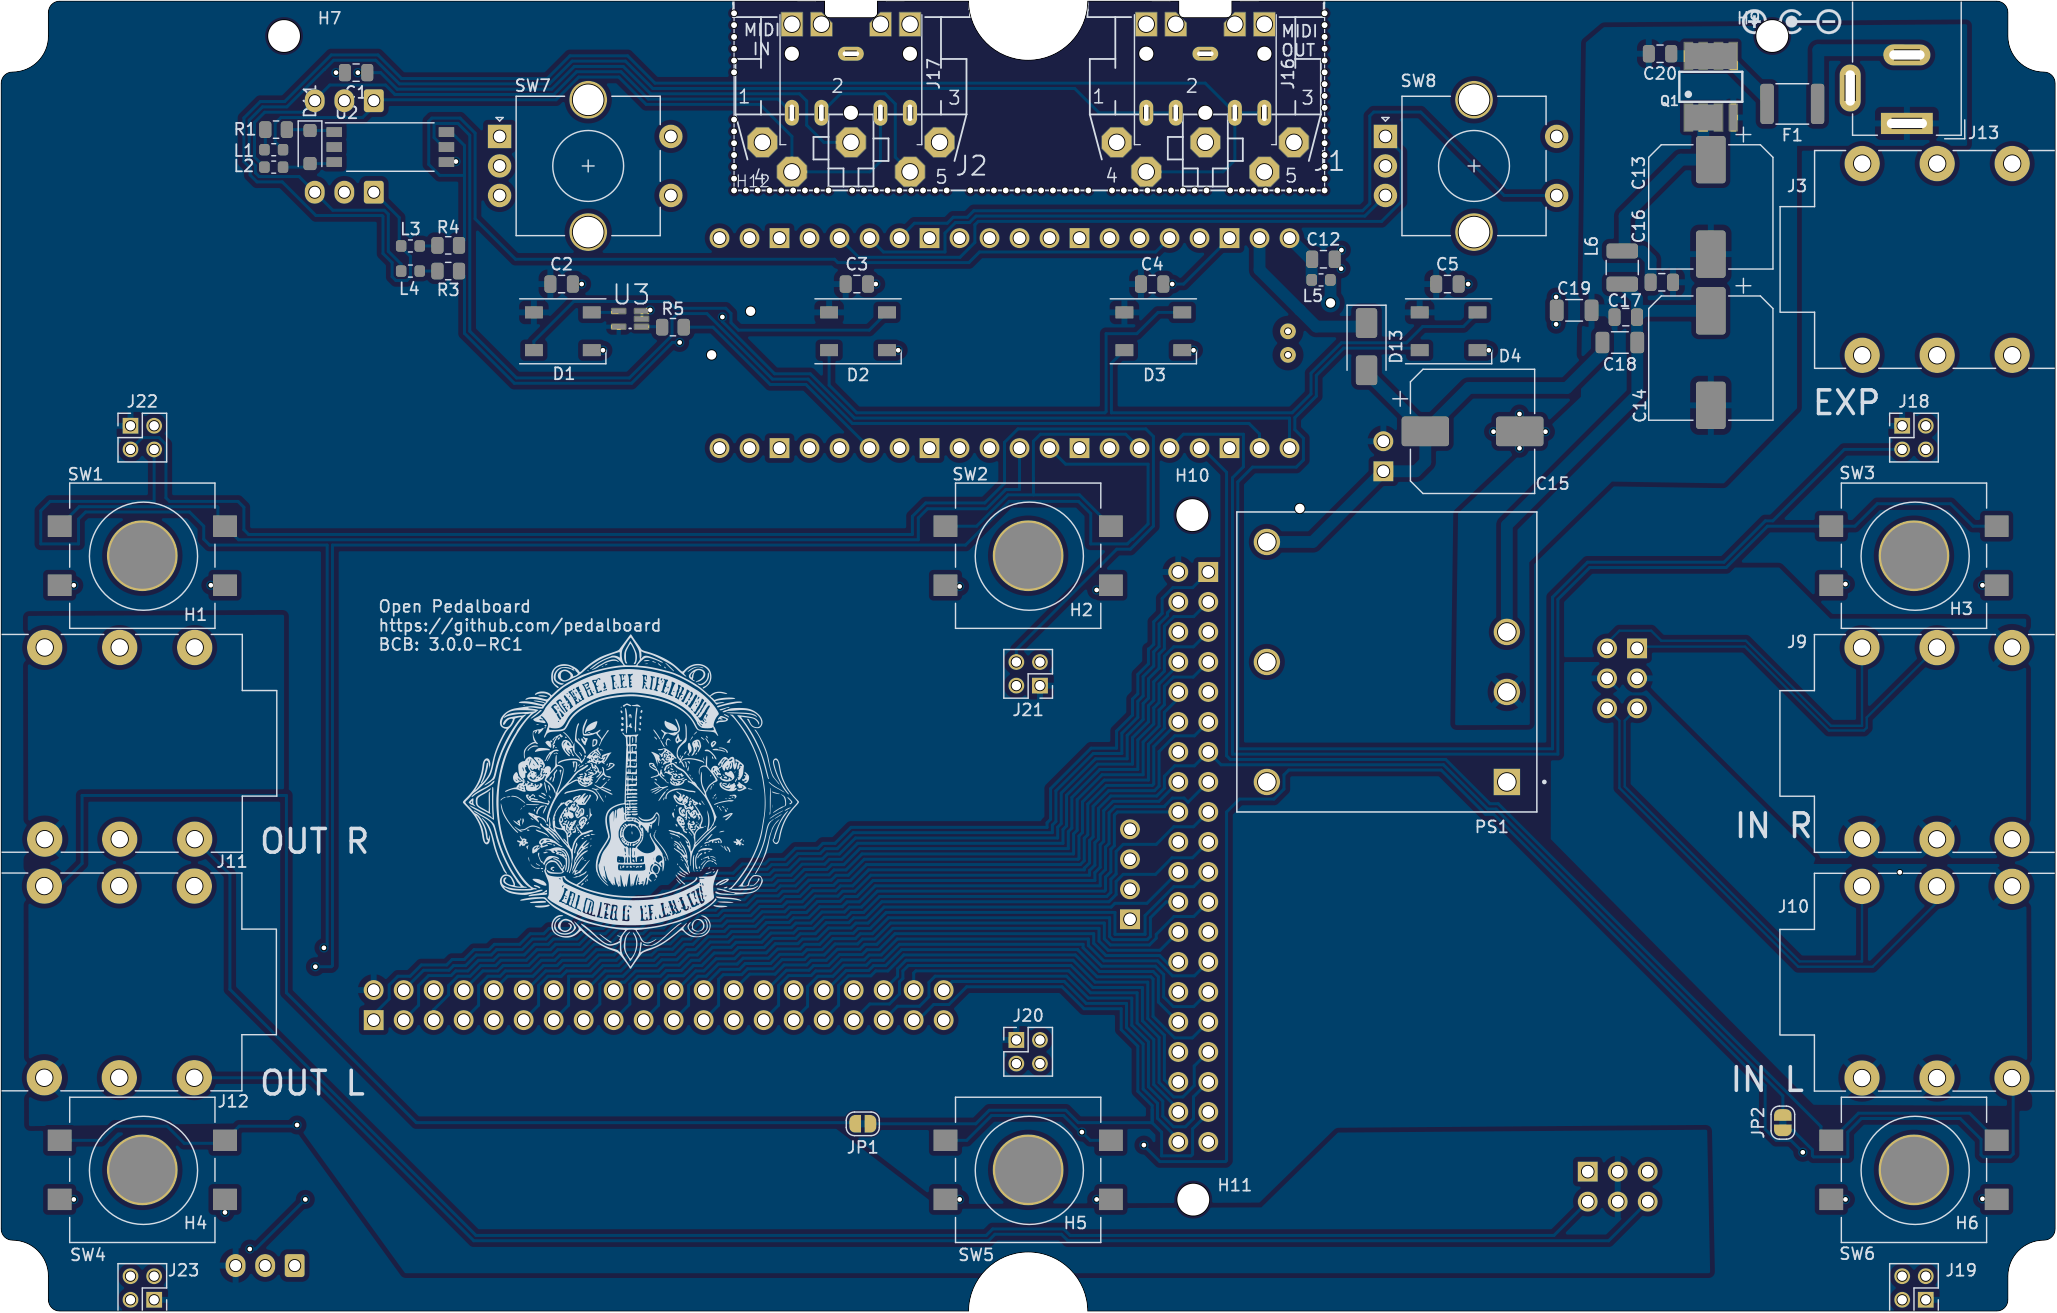 H7
MIDI
IN
J17
MIDI
OUT
J16
C20
Q1
F1
J13
SW7
SW8
C1
U2
R1
L1
L2
1
2
3
4
5
J2
H12
1
2
3
4
5
J1
C13
J3
L3
R4
L4
R3
C2
U3
R5
C3
C4
C12
L5
C5
L6
C16
C19
C17
C18
C14
D1
D2
D3
D13
D4
EXP
J22
J18
SW1
SW2
H10
C15
SW3
H1
H2
H3
Open Pedalboard
https://github.com/pedalboard
BCB: 3.0.0-RC1
J9
J21
OUT R
J11
PS1
IN R
J10
J20
OUT L
J12
IN L
JP1
JP2
H11
H4
H5
H6
SW4
SW5
SW6
J23
J19